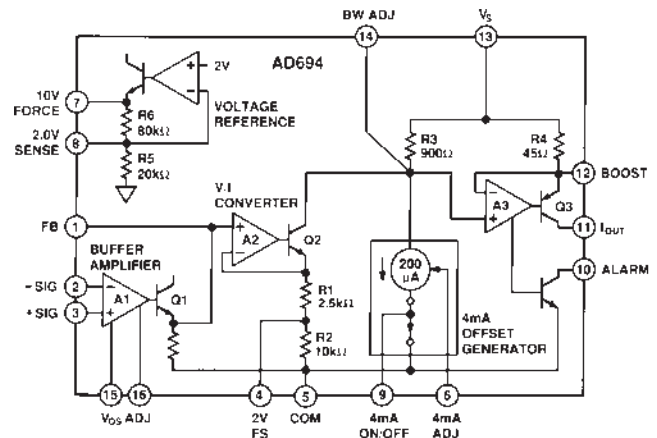 BW ADJ
VS
14
13
AD694
2V
10V
FORCE
7
R6
80kΩ
VOLTAGE
REFERENCE
2.0V
SENSE
8
R5
20kΩ
R3
900Ω
R4
45Ω
12
BOOST
V-I
CONVERTER
A3
Q3
FB
1
A2
Q2
11
IOUT
BUFFER
AMPLIFIER
200
µA
10
ALARM
-SIG
2
A1
Q1
R1
2.5kΩ
+SIG
3
4mA
OFFSET
GENERATOR
R2
10kΩ
15
16
4
5
9
6
VOS ADJ
2V
FS
COM
4mA
ON/OFF
4mA
ADJ